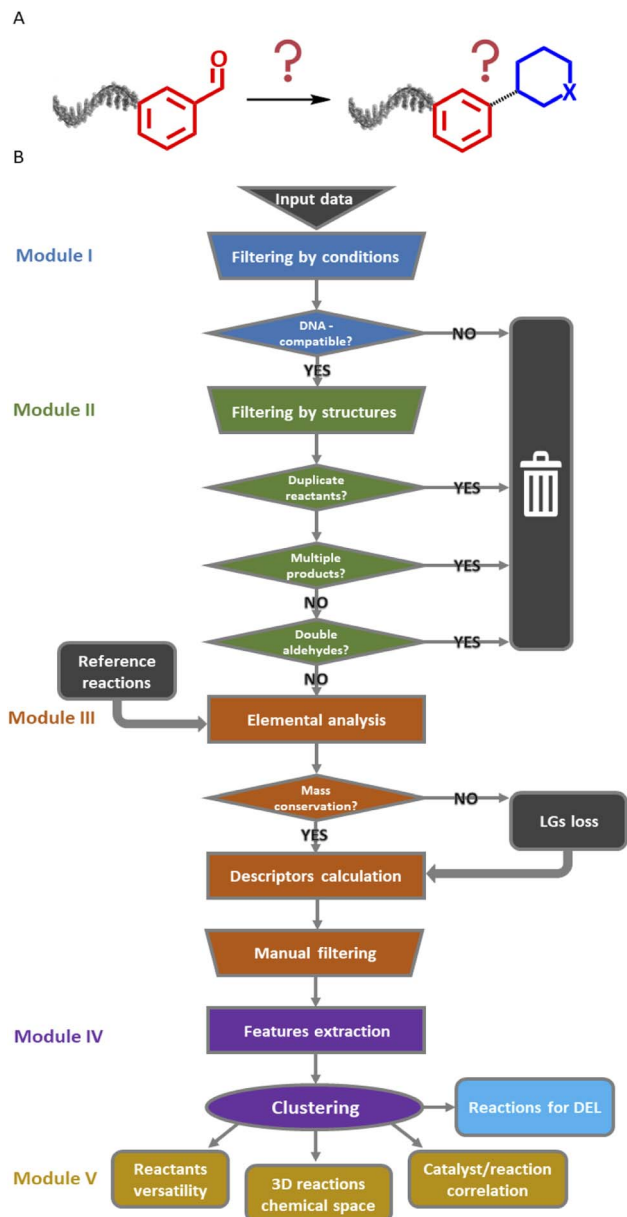 A
O
?
?
X
B
Input data
Module I
Filtering by conditions
DNA -
compatible?
NO
YES
Module II
Filtering by structures
Duplicate
reactants?
YES
Multiple
products?
YES
NO
Double
aldehydes?
YES
NO
Reference
reactions
Module III
Elemental analysis
Mass
conservation?
NO
YES
LGs loss
Descriptors calculation
Manual filtering
Module IV
Features extraction
Clustering
Reactions for DEL
Module V
Reactants
versatility
3D reactions
chemical space
Catalyst/reaction
correlation